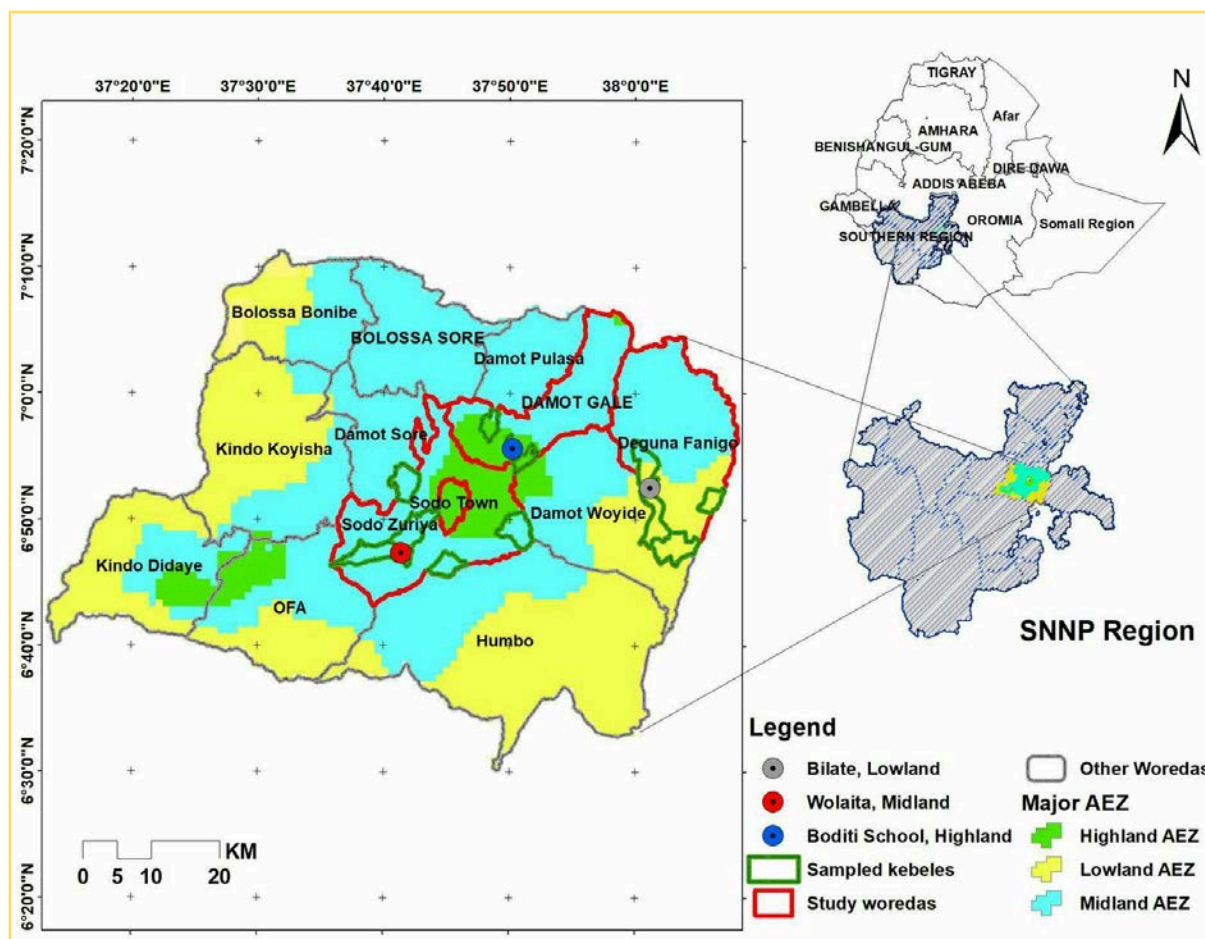 37°20'0"E 37°30'0"E 37°40'0"E 37°50'0"E 38°0'0"E
7°20'0"N
7°10'0"N
7°0'0"N
6°50'0"N
6°40'0"N
6°30'0"N
6°20'0"N
Bolossa Bonibe
BOLOSSA SORE
Damot Pulasa
DAMOT GALE
Damot Sore
Deguna Fanigo
Kindo Koyisha
Sodo Town
Damot Woyide
Sodo Zuriya
Kindo Didaye
OFA
Humbo
KM
0 5 10 20
N
TIGRAY
Afar
AMHARA
BENISHANGUL-GUM
DIRE DAWA
ADDIS ABEBA
GAMBELLA
OROMIA
SOUTHERN REGION
Somali Region
SNNP Region
Legend
Bilate, Lowland
Wolaita, Midland
Boditi School, Highland
Sampled kebeles
Study woredas
Other Woredas
Major AEZ
Highland AEZ
Lowland AEZ
Midland AEZ